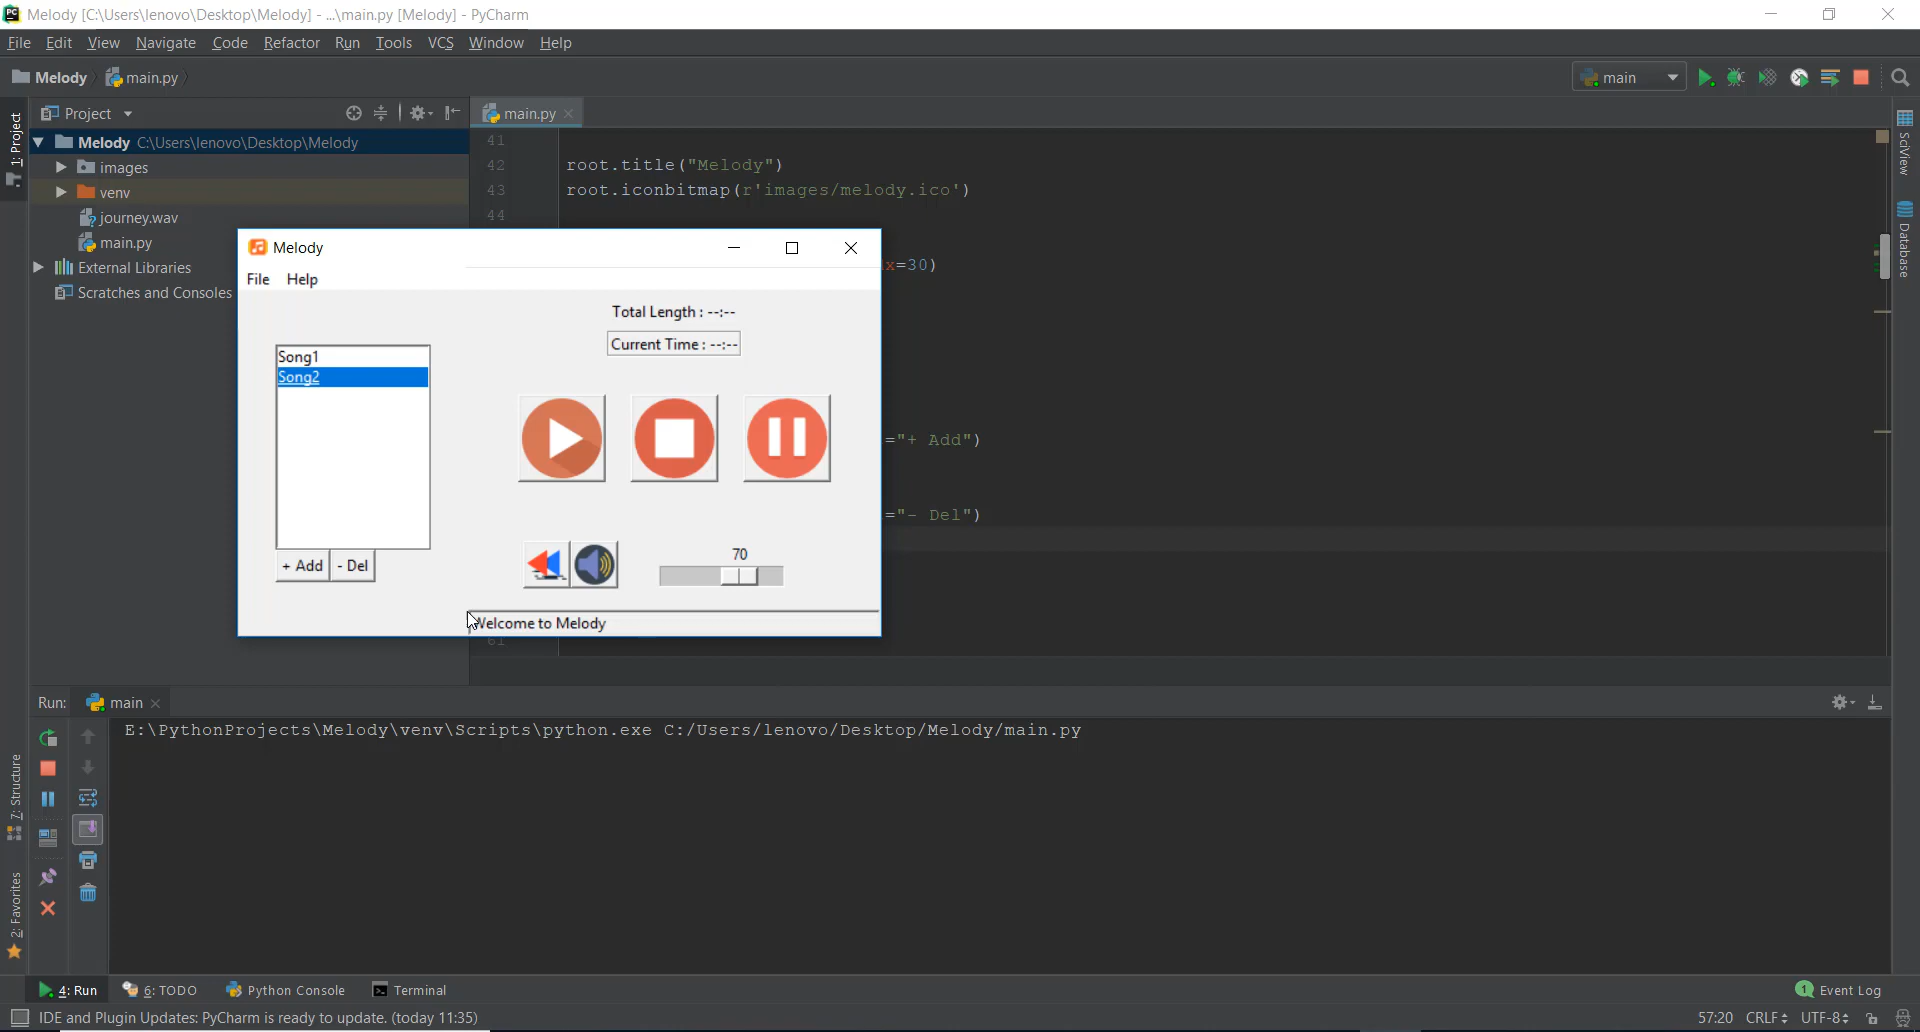 Melody [C:\Users\lenovo\Desktop\Melody] - ...\main.py [Melody] - PyCharm
File Edit View Navigate Code Refactor Run Tools VCS Window Help
Melody main.py
main
1: Project
Project
main.py
Melody C:\Users\lenovo\Desktop\Melody
images
venv
journey.wav
main.py
External Libraries
Scratches and Consoles
41
42 root.title("Melody")
43 root.iconbitmap(r'images/melody.ico')
44
x=30)
="+ Add")
="- Del")
61
SciView
Database
Melody
File Help
Total Length : --:--
Current Time : --:--
Song1
Song2
+ Add - Del
70
Welcome to Melody
Run: main
E:\PythonProjects\Melody\venv\Scripts\python.exe C:/Users/lenovo/Desktop/Melody/main.py
7: Structure
2: Favorites
4: Run 6: TODO Python Console Terminal
1 Event Log
IDE and Plugin Updates: PyCharm is ready to update. (today 11:35)
57:20 CRLF UTF-8